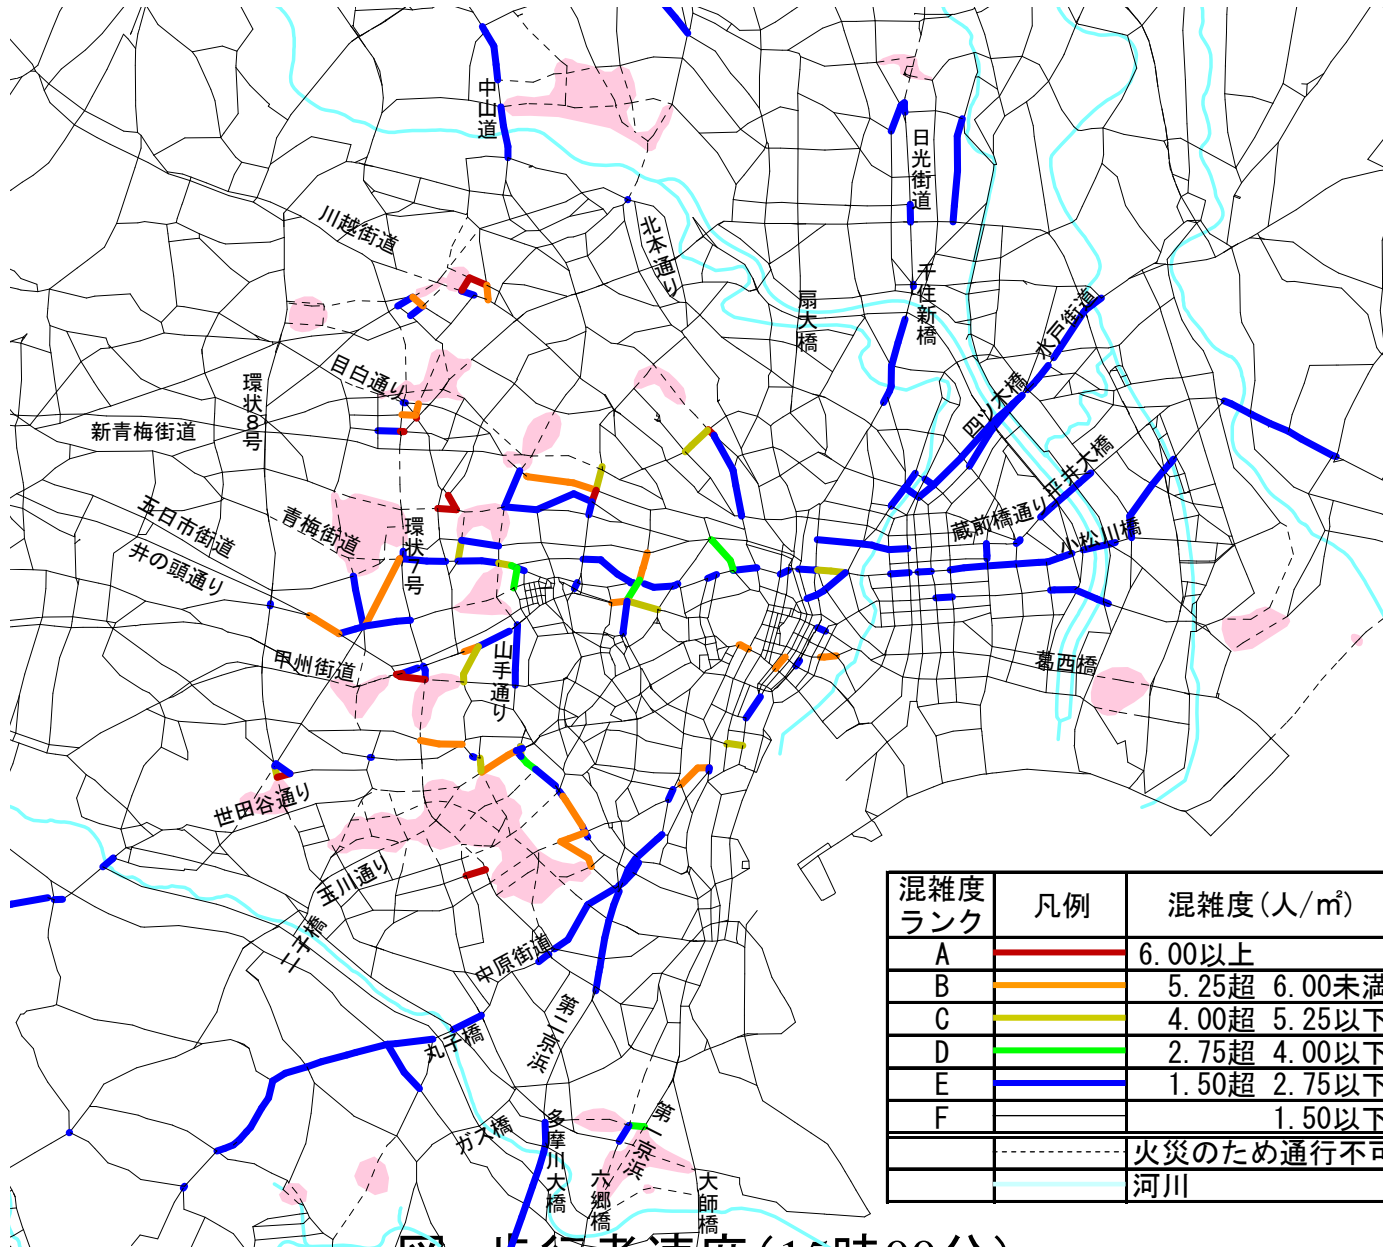 中山道
日光街道
川越街道
北本通り
扇大橋
千住新橋
水戸街道
目白通り
環状8号
四ツ木橋
新青梅街道
平井大橋
五日市街道
青梅街道
環状7号
蔵前橋通り
小松川橋
井の頭通り
甲州街道
山手通り
葛西橋
世田谷通り
玉川通り
二子橋
中原街道
第二京浜
丸子橋
ガス橋
多摩川大橋
第一京浜
六郷橋
大師橋
混雑度ランク 凡例 混雑度(人/㎡)
A 6.00以上
B 5.25超 6.00未満
C 4.00超 5.25以下
D 2.75超 4.00以下
E 1.50超 2.75以下
F 1.50以下
火災のため通行不可
河川